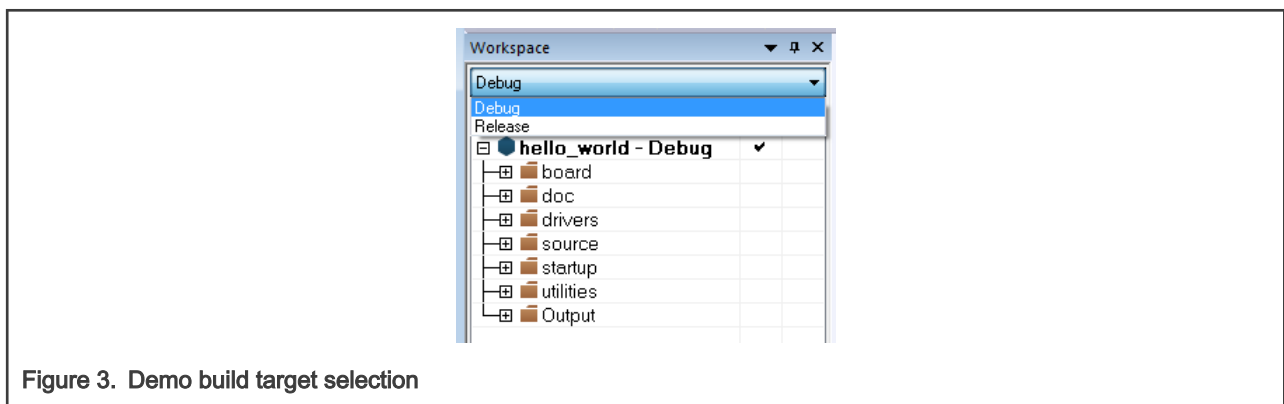 Workspace
Debug
Debug
Release
hello_world - Debug
board
doc
drivers
source
startup
utilities
Output
Figure 3. Demo build target selection